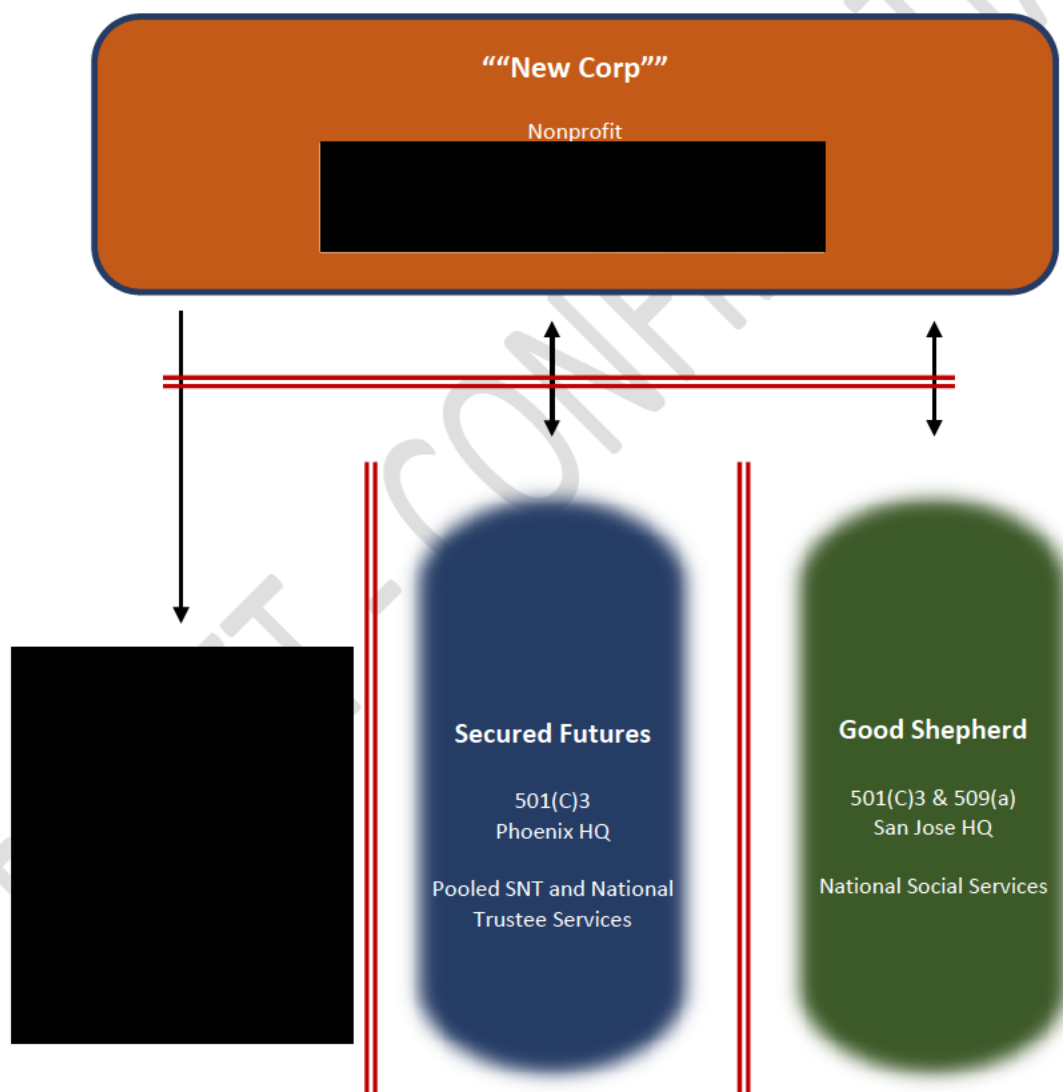 ““New Corp””
Nonprofit
Secured Futures
501(C)3
Phoenix HQ
Pooled SNT and National
Trustee Services
Good Shepherd
501(C)3 & 509(a)
San Jose HQ
National Social Services